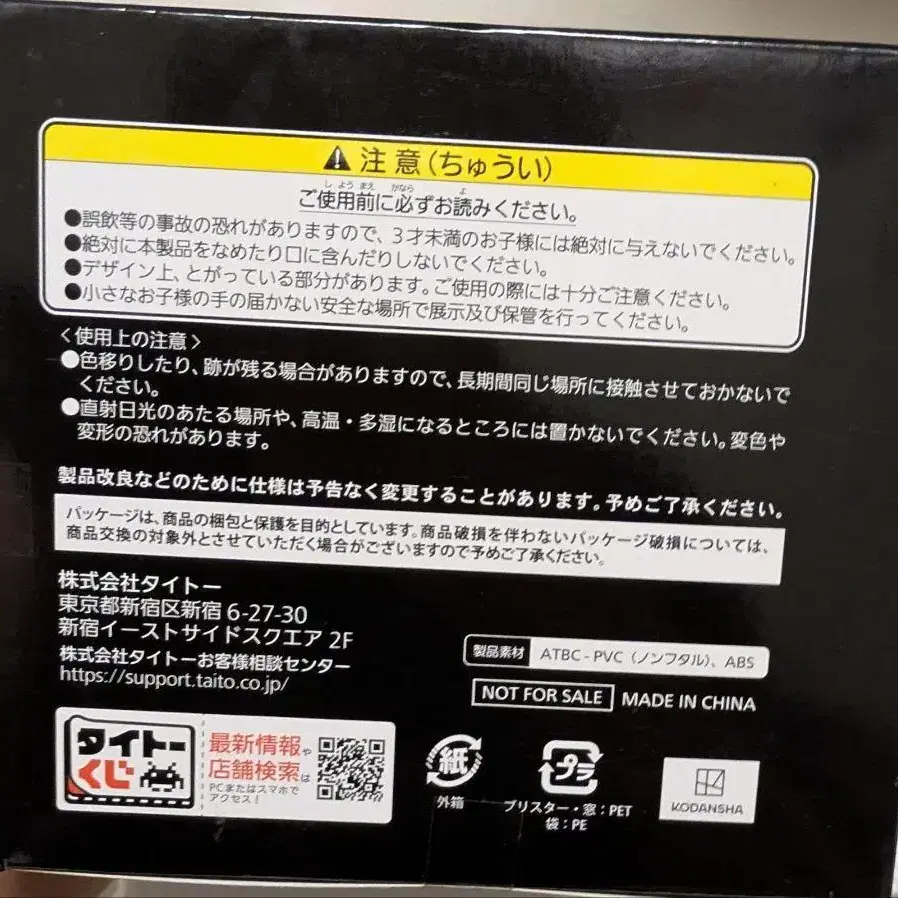 注意(ちゅうい)
ご使用前に必ずお読みください。
●誤飲等の事故の恐れがありますので、3才未満のお子様には絶対に与えないでください。
●絶対に本製品をなめたり口に含んだりしないでください。
●デザイン上、とがっている部分があります。ご使用の際には十分ご注意ください。
●小さなお子様の手の届かない安全な場所で展示及び保管を行ってください。
<使用上の注意>
●色移りしたり、跡が残る場合がありますので、長期間同じ場所に接触させておかないで
ください。
●直射日光のあたる場所や、高温・多湿になるところには置かないでください。変色や
変形の恐れがあります。
製品改良などのために仕様は予告なく変更することがあります。予めご了承ください。
パッケージは、商品の梱包と保護を目的としています。商品破損を伴わないパッケージ破損については、
商品交換の対象外とさせていただく場合がございますので予めご了承ください。
株式会社タイトー
東京都新宿区新宿 6-27-30
新宿イーストサイドスクエア 2F
株式会社タイトーお客様相談センター
https://support.taito.co.jp/
製品素材 ATBC-PVC(ノンフタル)、ABS
NOT FOR SALE MADE IN CHINA
タイトー
くじ
最新情報や
店舗検索は
PCまたはスマホで
アクセス!
紙
外箱
プラ
ブリスター・窓:PET
袋:PE
KODANSHA